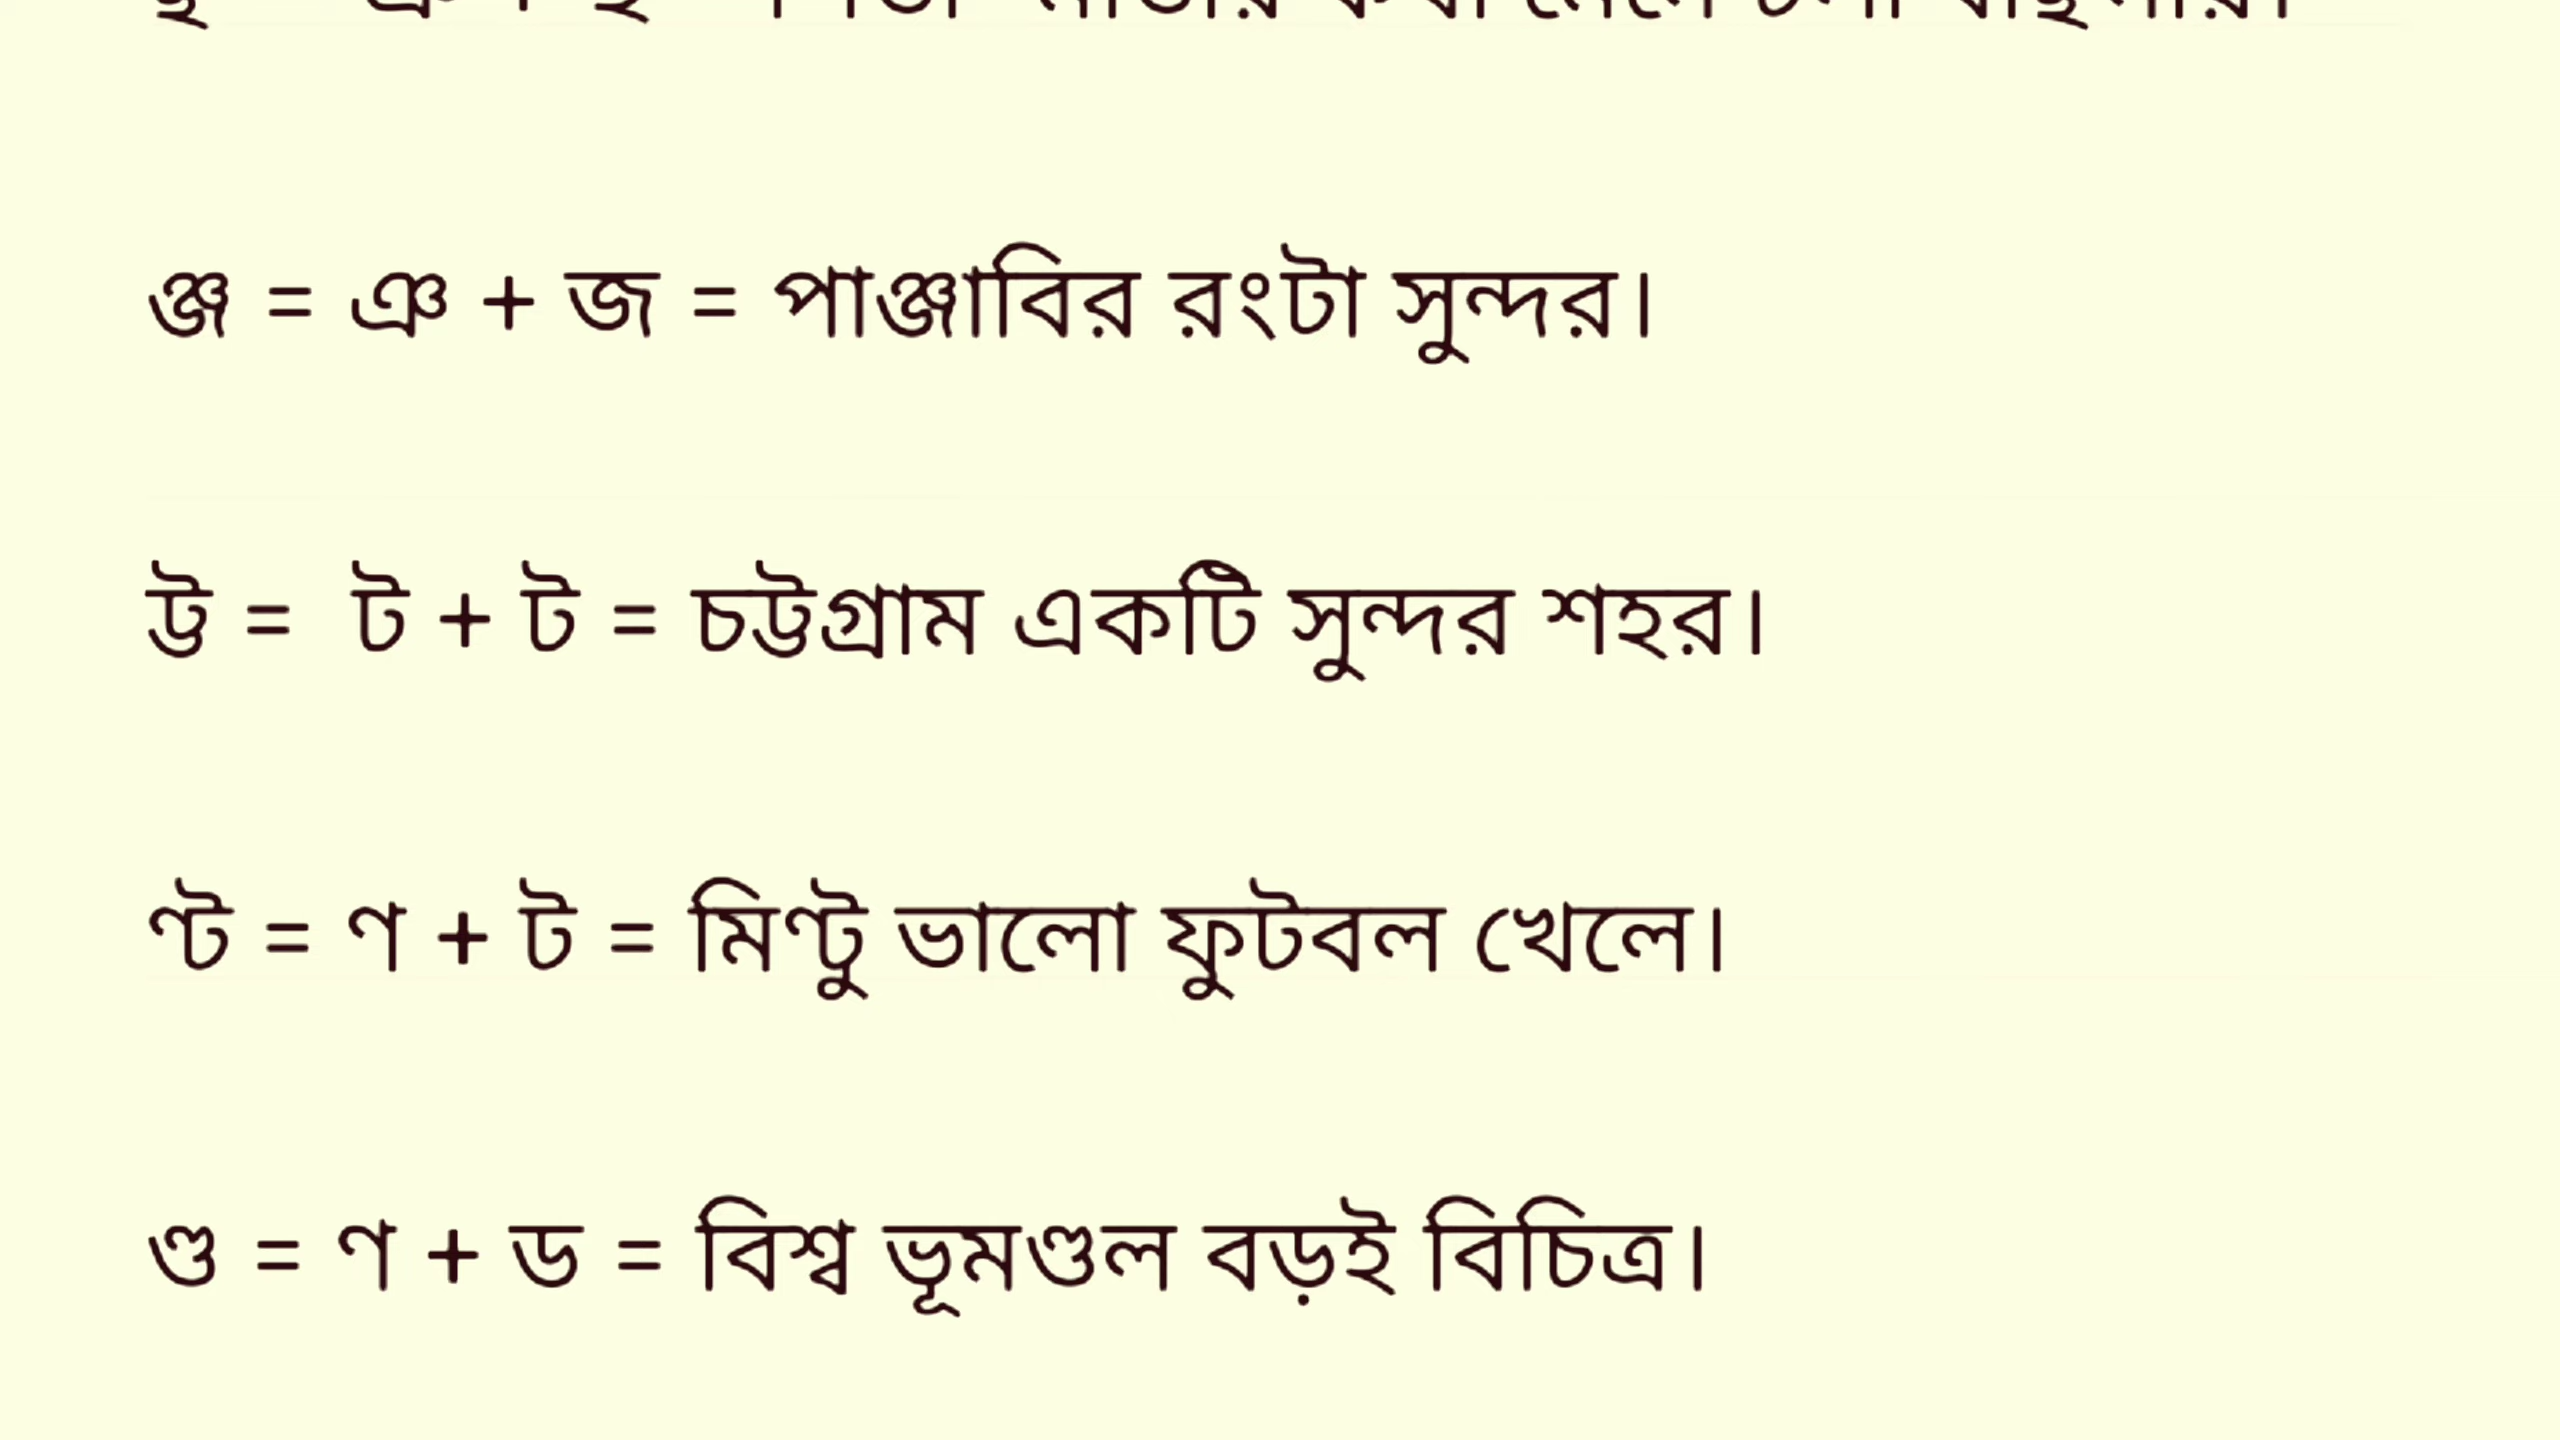 ঞ্জ = ঞ + জ = পাঞ্জাবির রংটা সুন্দর।
ট্ট = ট + ট = চট্টগ্রাম একটি সুন্দর শহর।
ণ্ট = ণ + ট = মিণ্টু ভালো ফুটবল খেলে।
ণ্ড = ণ + ড = বিশ্ব ভূমণ্ডল বড়ই বিচিত্র।